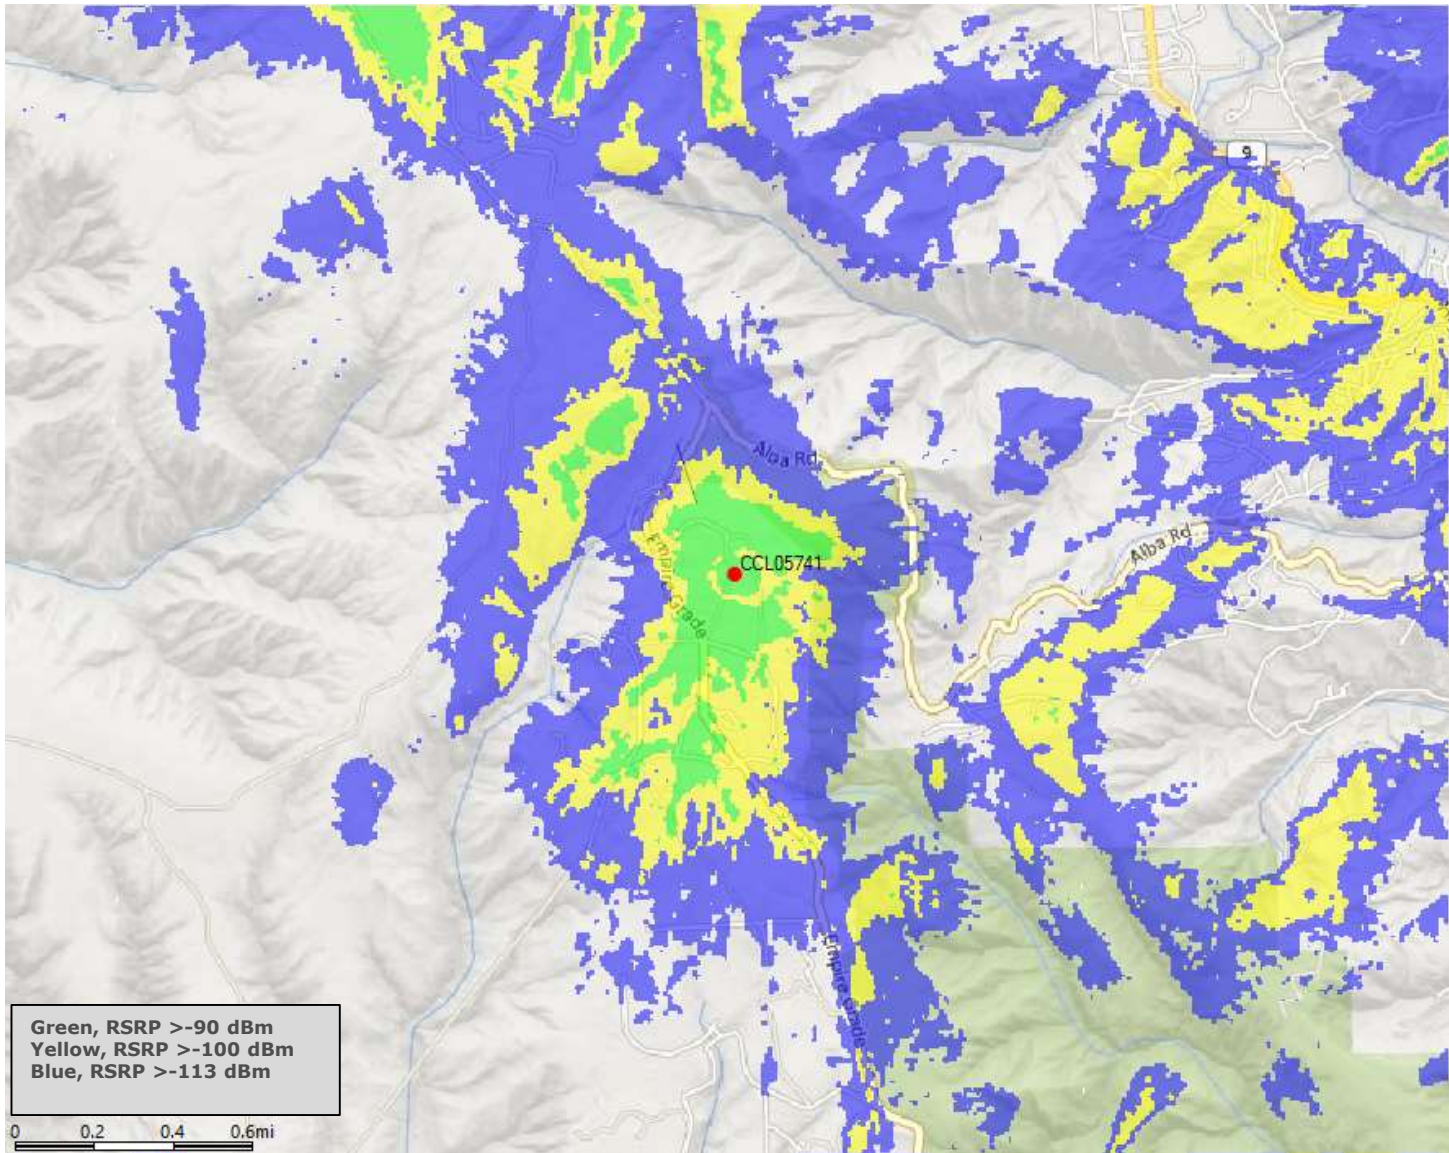 9
Alba Rd
CCL05741
Alba Rd
Empire Grade
Empire Grade
Green, RSRP >-90 dBm
Yellow, RSRP >-100 dBm
Blue, RSRP >-113 dBm
0 0.2 0.4 0.6mi